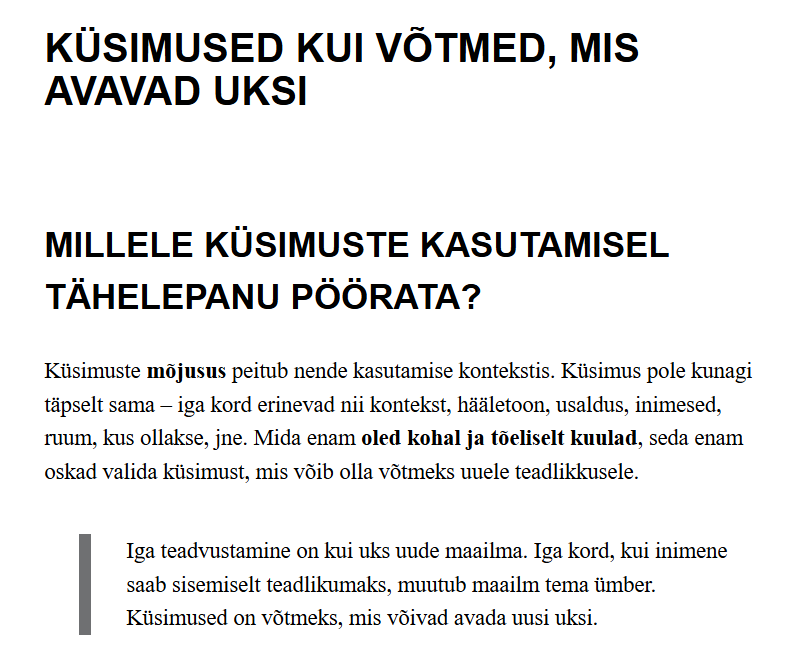 KÜSIMUSED KUI VÕTMED, MIS
AVAVAD UKSI
MILLELE KÜSIMUSTE KASUTAMISEL
TÄHELEPANU PÖÖRATA?
Küsimuste mõjusus peitub nende kasutamise kontekstis. Küsimus pole kunagi
täpselt sama – iga kord erinevad nii kontekst, hääletoon, usaldus, inimesed,
ruum, kus ollakse, jne. Mida enam oled kohal ja tõeliselt kuulad, seda enam
oskad valida küsimust, mis võib olla võtmeks uuele teadlikkusele.
Iga teadvustamine on kui uks uude maailma. Iga kord, kui inimene
saab sisemiselt teadlikumaks, muutub maailm tema ümber.
Küsimused on võtmeks, mis võivad avada uusi uksi.